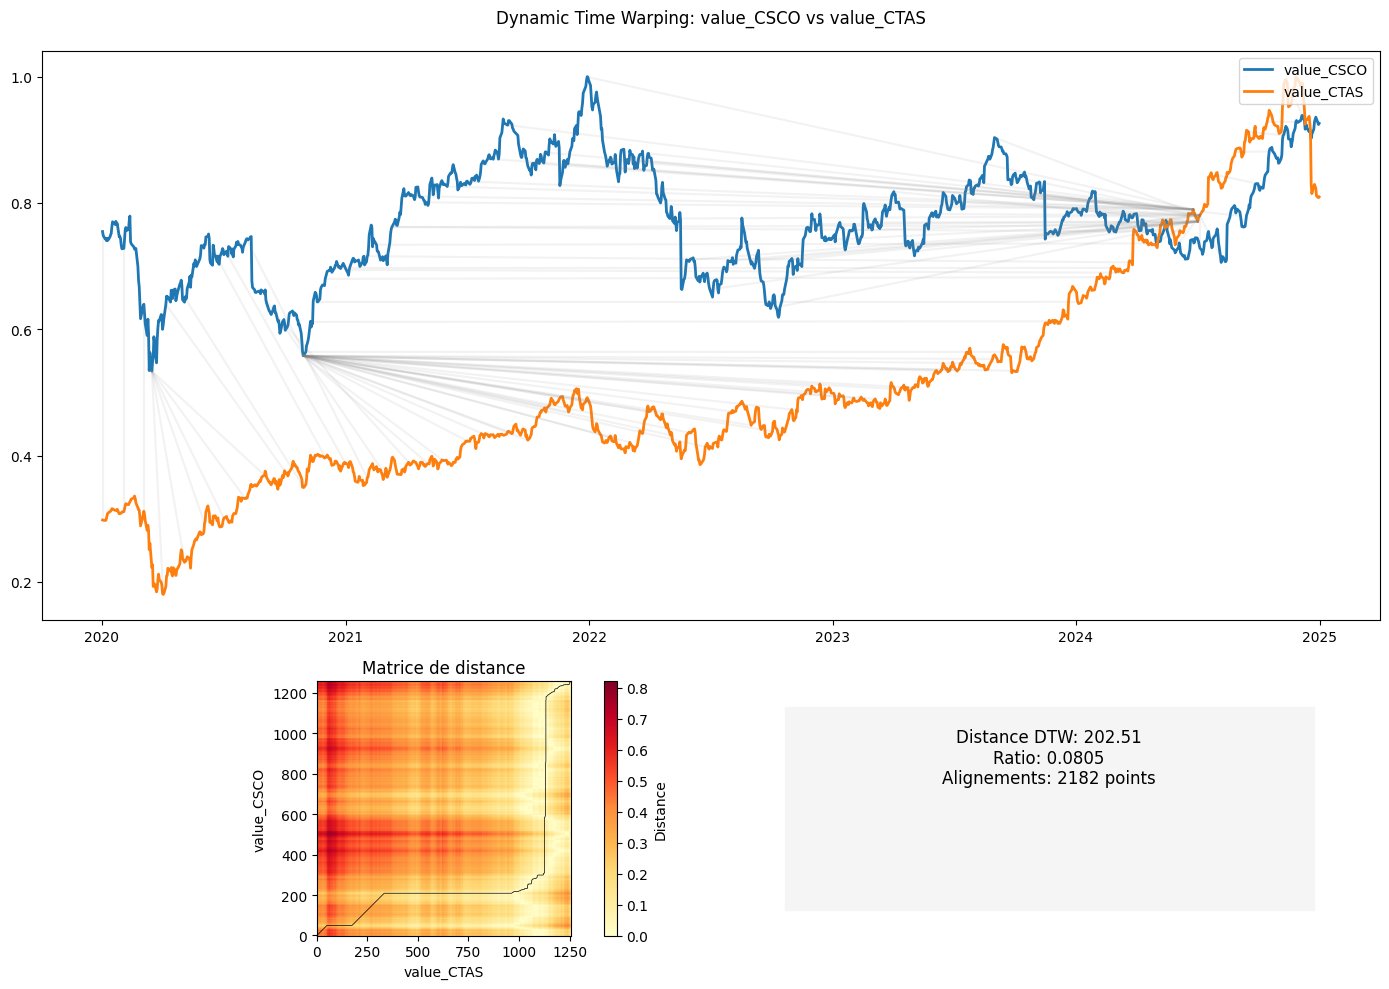 Dynamic Time Warping: value_CSCO vs value_CTAS
value_CSCO
value_CTAS
1.0
0.8
0.6
0.4
0.2
2020 2021 2022 2023 2024 2025
Matrice de distance
value_CSCO
1200
1000
800
600
400
200
0
0 250 500 750 1000 1250
value_CTAS
0.8
0.7
0.6
0.5
0.4
0.3
0.2
0.1
0.0
Distance
Distance DTW: 202.51
Ratio: 0.0805
Alignements: 2182 points